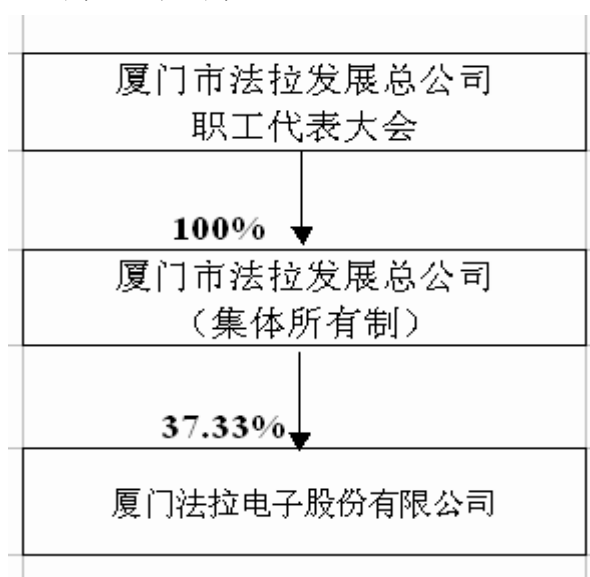 厦门市法拉发展总公司
职工代表大会
100%
厦门市法拉发展总公司
（集体所有制）
37.33%
厦门法拉电子股份有限公司